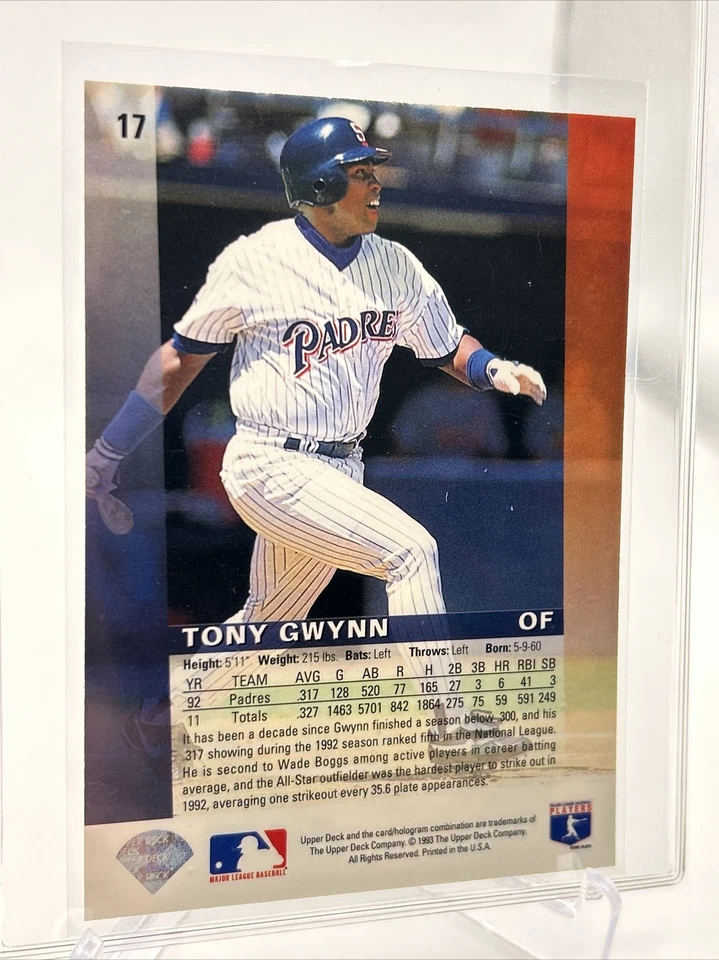 17
S
PADRE
TONY GWYNN OF
Height: 5'11" Weight: 215 lbs. Bats: Left Throws: Left Born: 5-9-60
YR TEAM AVG G AB R H 2B 3B HR RBI SB
92 Padres .317 128 520 77 165 27 3 6 41 3
11 Totals .327 1463 5701 842 1864 275 75 59 591 249
It has been a decade since Gwynn finished a season below .300, and his
.317 showing during the 1992 season ranked fifth in the National League.
He is second to Wade Boggs among active players in career batting
average, and the All-Star outfielder was the hardest player to strike out in
1992, averaging one strikeout every 35.6 plate appearances.
UPPER DECK
MAJOR LEAGUE BASEBALL
Upper Deck and the card/hologram combination are trademarks of
The Upper Deck Company. © 1993 The Upper Deck Company.
All Rights Reserved. Printed in the U.S.A.
PLAYERS